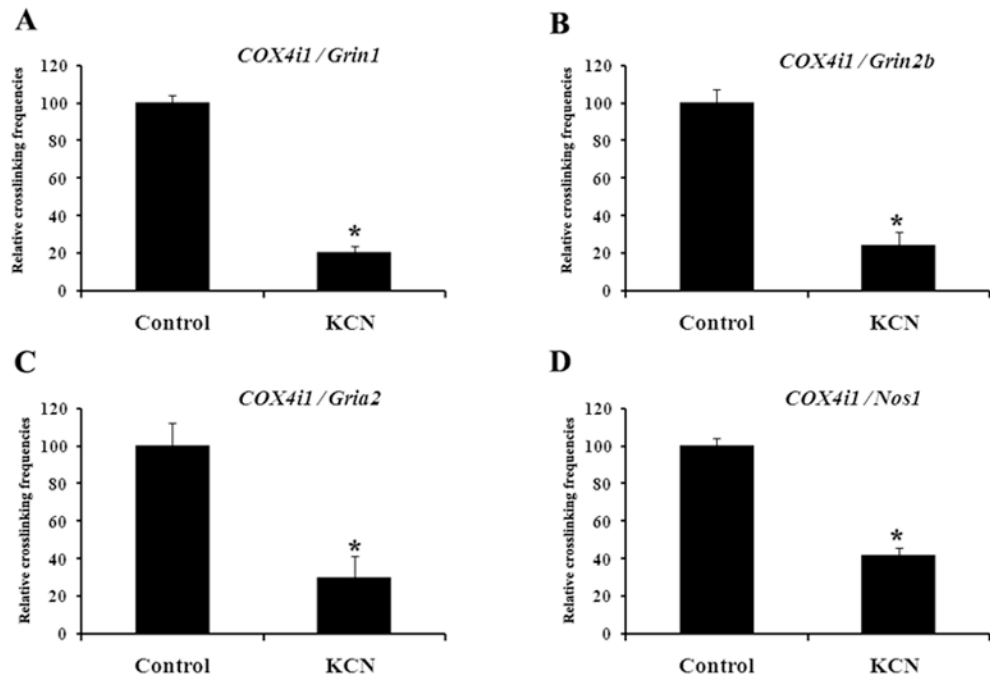 A
COX4i1 / Grin1
Relative crosslinking frequencies
120
100
80
60
40
20
0
*
Control KCN
B
COX4i1 / Grin2b
Relative crosslinking frequencies
120
100
80
60
40
20
0
*
Control KCN
C
COX4i1 / Gria2
Relative crosslinking frequencies
120
100
80
60
40
20
0
*
Control KCN
D
COX4i1 /Nos1
Relative crosslinking frequencies
120
100
80
60
40
20
0
*
Control KCN